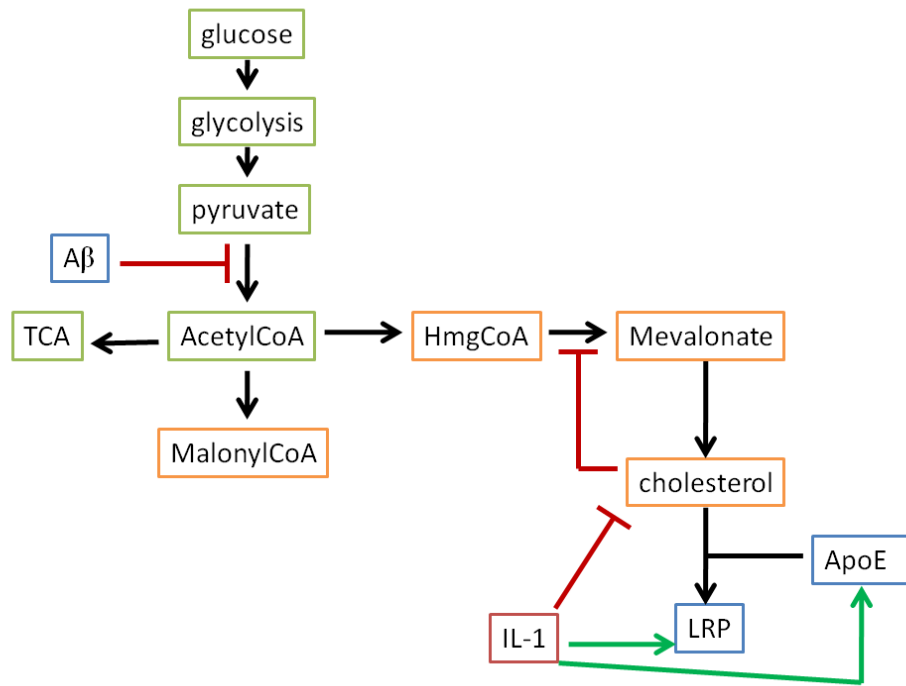 glucose
glycolysis
pyruvate
Aβ
TCA
AcetylCoA
HmgCoA
Mevalonate
MalonylCoA
cholesterol
ApoE
IL-1
LRP